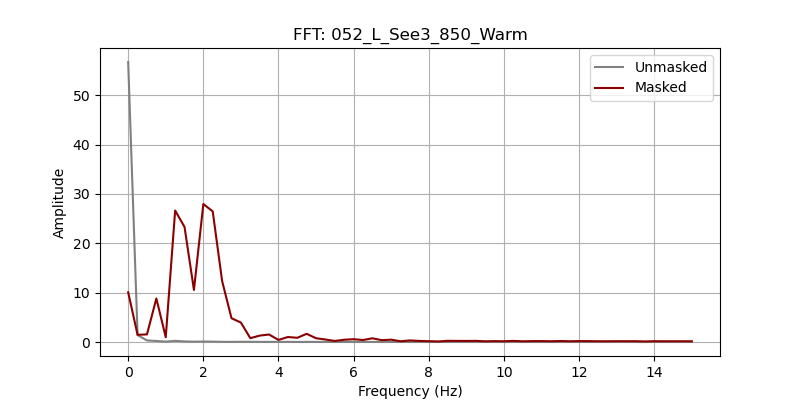 FFT: 052_L_See3_850_Warm
Unmasked
Masked
Amplitude
50
40
30
20
10
0
0 2 4 6 8 10 12 14
Frequency (Hz)